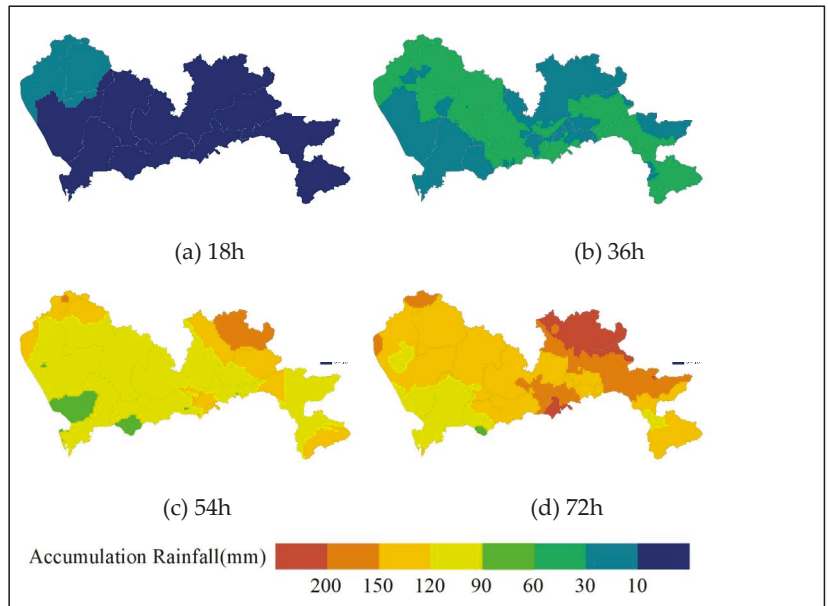 (a) 18h
(b) 36h
(c) 54h
(d) 72h
Accumulation Rainfall(mm)
200 150 120 90 60 30 10